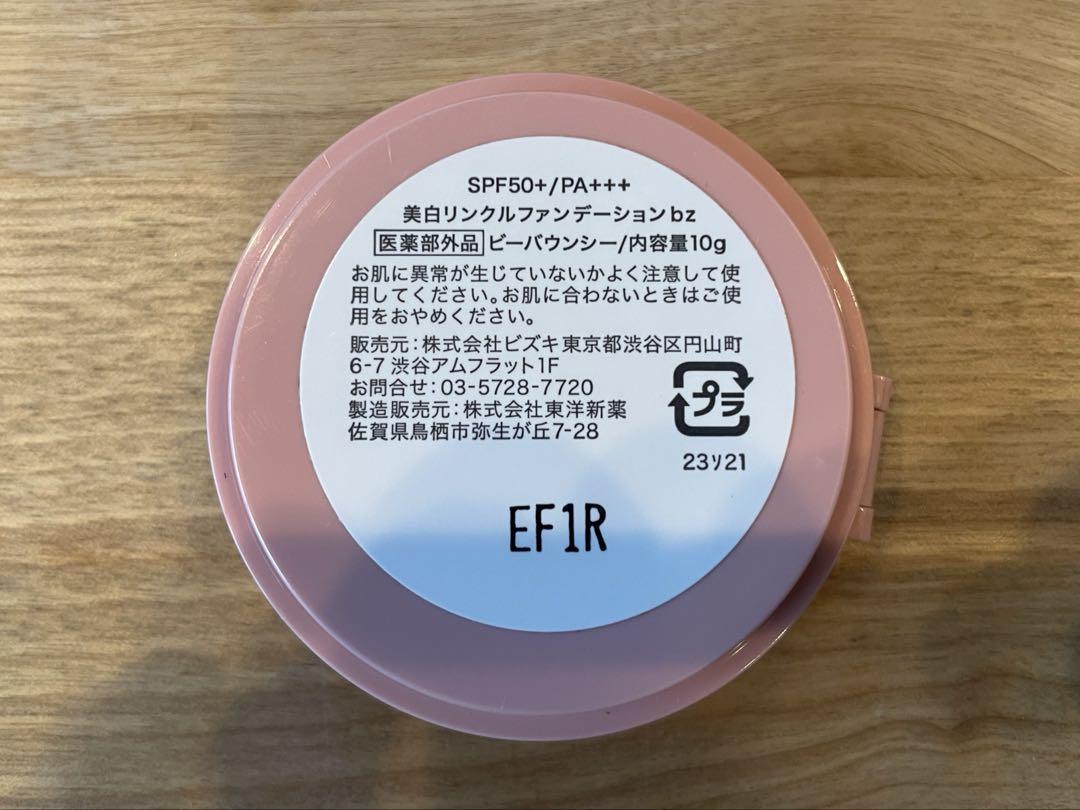 SPF50+/PA+++
美白リンクルファンデーションbz
医薬部外品 ビーバウンシー/内容量10g
お肌に異常が生じていないかよく注意して使
用してください。お肌に合わないときはご使
用をおやめください。
販売元:株式会社ビズキ東京都渋谷区円山町
6-7 渋谷アムフラット1F
お問合せ:03-5728-7720
製造販売元:株式会社東洋新薬
佐賀県鳥栖市弥生が丘7-28
プラ
23ソ21
EF1R